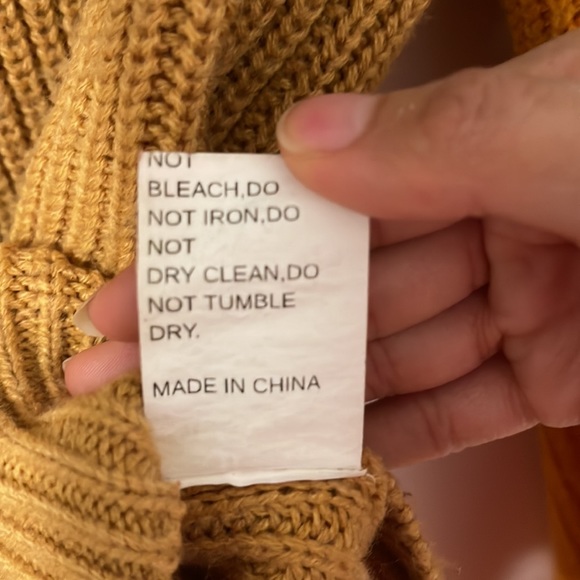 NOT
BLEACH,DO
NOT IRON,DO
NOT
DRY CLEAN,DO
NOT TUMBLE
DRY.
MADE IN CHINA